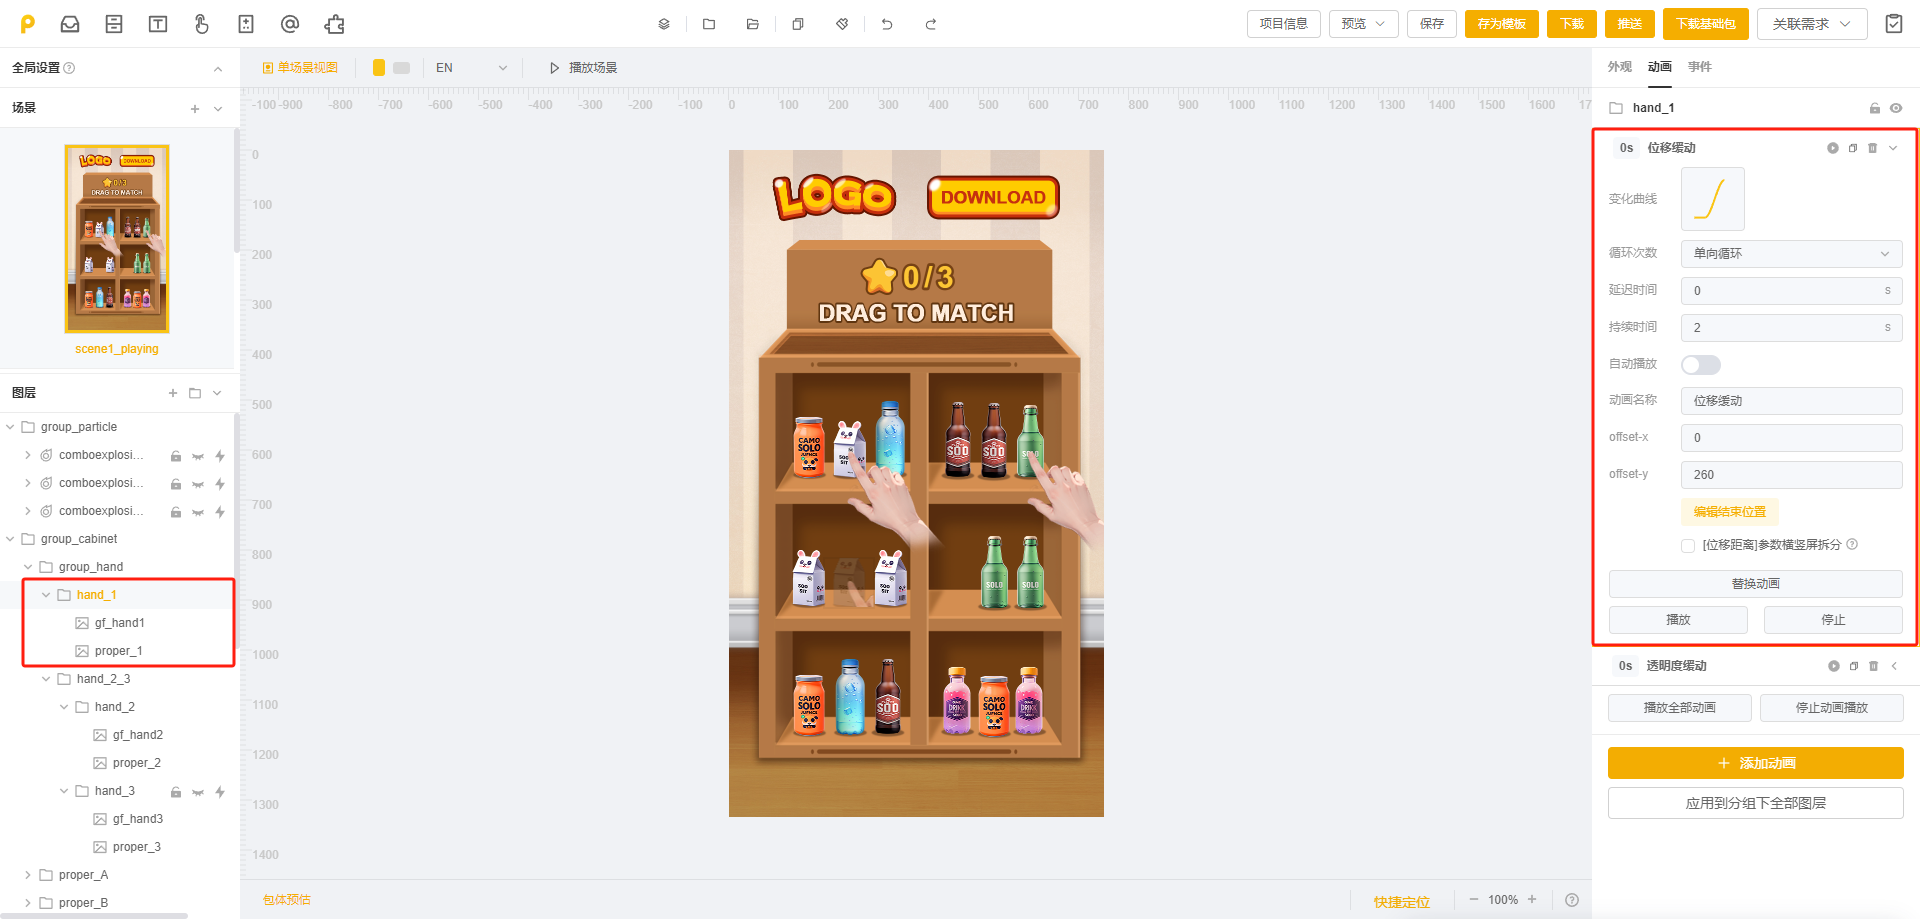 项目信息
预览
保存
存为模板
下载
推送
下载基础包
关联需求
全局设置
单场景视图
EN
播放场景
外观 动画 事件
场景
-100 -900 -800 -700 -600 -500 -400 -300 -200 -100 0 100 200 300 400 500 600 700 800 900 1000 1100 1200 1300 1400 1500 1600 17
hand_1
0s 位移缓动
变化曲线
循环次数 单向循环
延迟时间 0 s
持续时间 2 s
自动播放
动画名称 位移缓动
offset-x 0
offset-y 260
编辑结束位置
[位移距离]参数横竖屏拆分
替换动画
播放 停止
0s 透明度缓动
播放全部动画 停止动画播放
添加动画
应用到分组下全部图层
LOGO DOWNLOAD
0/3
DRAG TO MATCH
scene1_playing
图层
group_particle
comboexplosi...
comboexplosi...
comboexplosi...
group_cabinet
group_hand
hand_1
gf_hand1
proper_1
hand_2_3
hand_2
gf_hand2
proper_2
hand_3
gf_hand3
proper_3
proper_A
proper_B
0
100
200
300
400
500
600
700
800
900
1000
1100
1200
1300
1400
LOGO DOWNLOAD
0/3
DRAG TO MATCH
CAMO
SOLO
SOO
SIT
SOO
SOO
SOLO
SOO
SIT
SOO
SIT
SOLO
SOLO
CAMO
SOLO
SOO
DRINK
CAMO
SOLO
DRINK
包体预估
快捷定位
100%